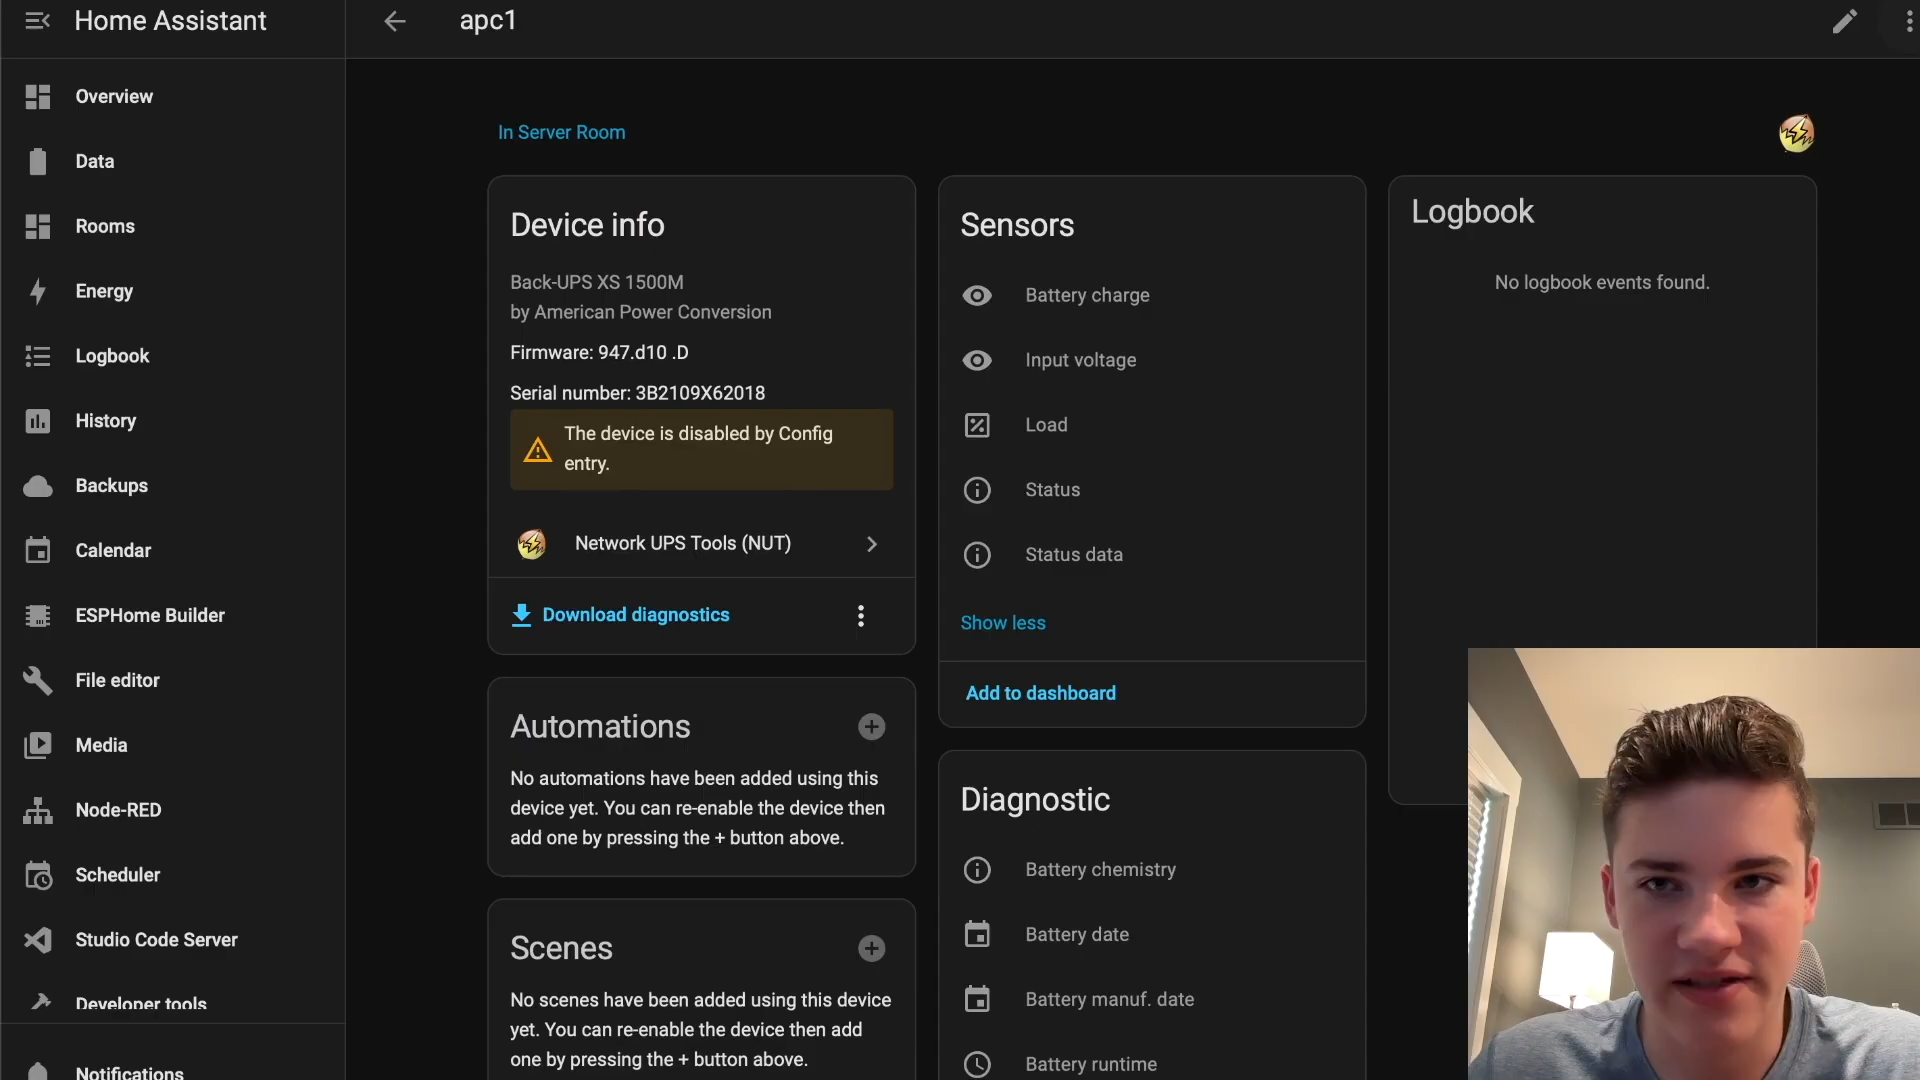 Home Assistant
apc1
Overview
Data
Rooms
Energy
Logbook
History
Backups
Calendar
ESPHome Builder
File editor
Media
Node-RED
Scheduler
Studio Code Server
Developer tools
Notifications
In Server Room
Device info
Back-UPS XS 1500M
by American Power Conversion
Firmware: 947.d10 .D
Serial number: 3B2109X62018
The device is disabled by Config
entry.
Network UPS Tools (NUT)
Download diagnostics
Automations
No automations have been added using this
device yet. You can re-enable the device then
add one by pressing the + button above.
Scenes
No scenes have been added using this device
yet. You can re-enable the device then add
one by pressing the + button above.
Sensors
Battery charge
Input voltage
Load
Status
Status data
Show less
Add to dashboard
Diagnostic
Battery chemistry
Battery date
Battery manuf. date
Battery runtime
Logbook
No logbook events found.